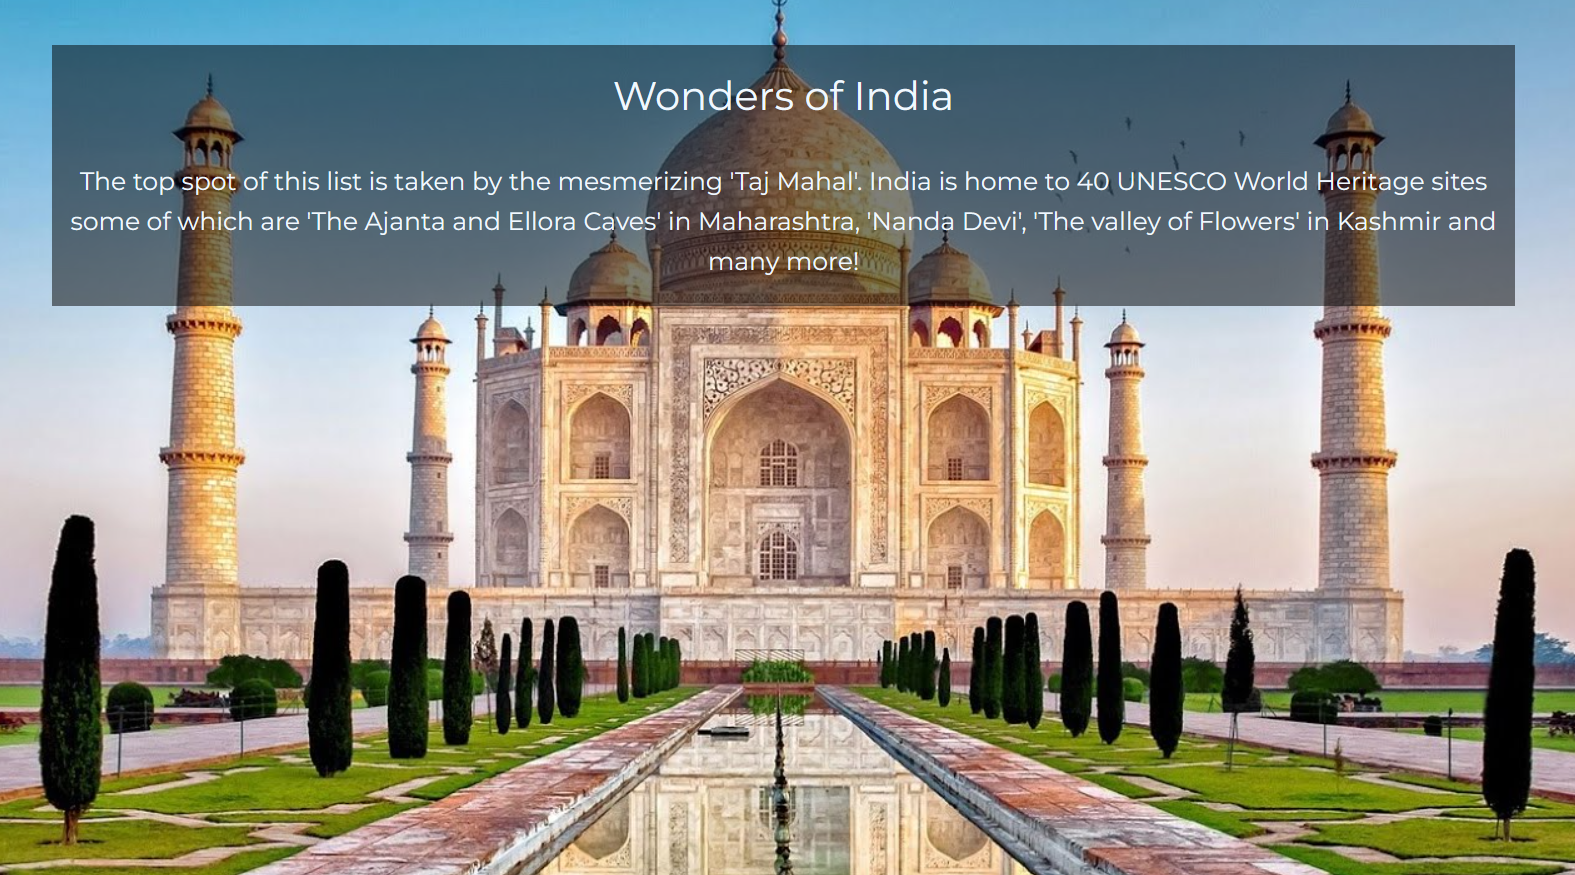 Wonders of India
The top spot of this list is taken by the mesmerizing 'Taj Mahal'. India is home to 40 UNESCO World Heritage sites
some of which are 'The Ajanta and Ellora Caves' in Maharashtra, 'Nanda Devi', 'The valley of Flowers' in Kashmir and
many more!